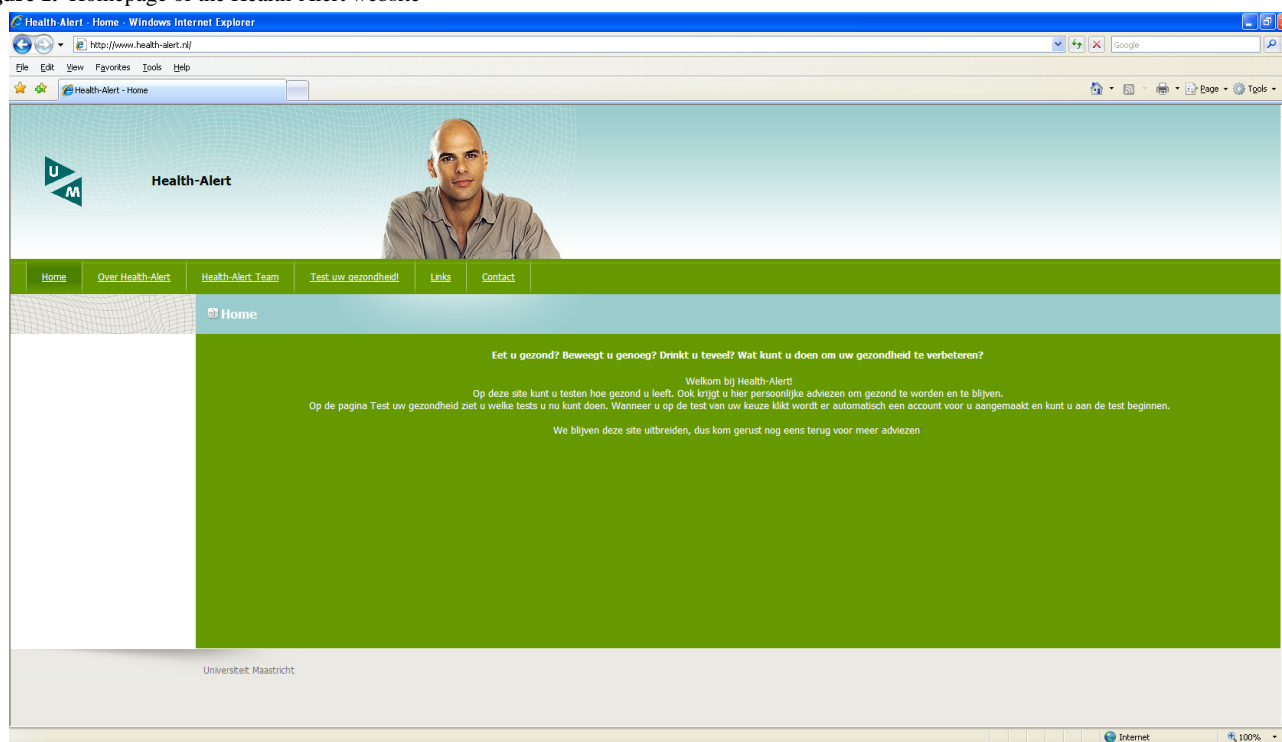 Homepage of the Health-Alert website
Health-Alert - Home - Windows Internet Explorer
http://www.health-alert.nl/
Google
File Edit View Favorites Tools Help
Health-Alert - Home
Page
Tools
U
M
Health-Alert
Home
Over Health-Alert
Health-Alert Team
Test uw gezondheid!
Links
Contact
Home
Eet u gezond? Beweegt u genoeg? Drinkt u teveel? Wat kunt u doen om uw gezondheid te verbeteren?
Welkom bij Health-Alert!
Op deze site kunt u testen hoe gezond u leeft. Ook krijgt u hier persoonlijke adviezen om gezond te worden en te blijven.
Op de pagina Test uw gezondheid ziet u welke tests u nu kunt doen. Wanneer u op de test van uw keuze klikt wordt er automatisch een account voor u aangemaakt en kunt u aan de test beginnen.
We blijven deze site uitbreiden, dus kom gerust nog eens terug voor meer adviezen
Universiteit Maastricht
Internet
100%